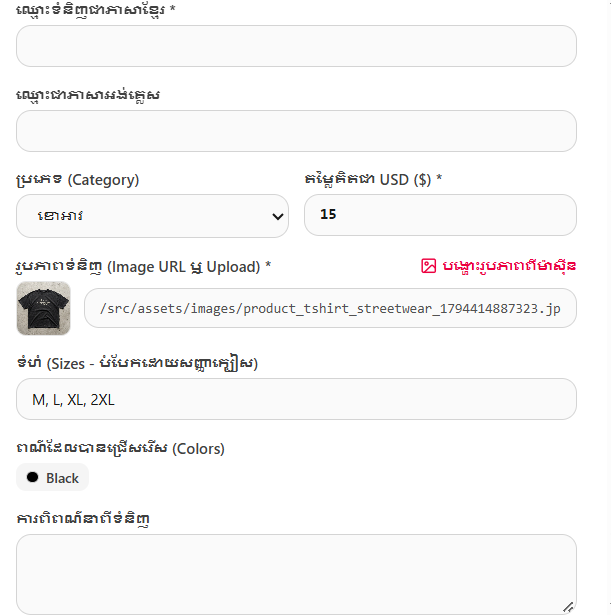 ឈ្មោះទំនិញជាភាសាខ្មែរ *
ឈ្មោះជាភាសាអង់គ្លេស
ប្រភេទ (Category)
តម្លៃគិតជា USD ($) *
ខោអាវ
15
រូបភាពទំនិញ (Image URL ឬ Upload) *
បង្ហោះរូបភាពពីម៉ាស៊ីន
/src/assets/images/product_tshirt_streetwear_1794414887323.jp
ទំហំ (Sizes - បំបែកដោយសញ្ញាក្បៀស)
M, L, XL, 2XL
ពណ៌ដែលបានជ្រើសរើស (Colors)
Black
ការពិពណ៌នាពីទំនិញ